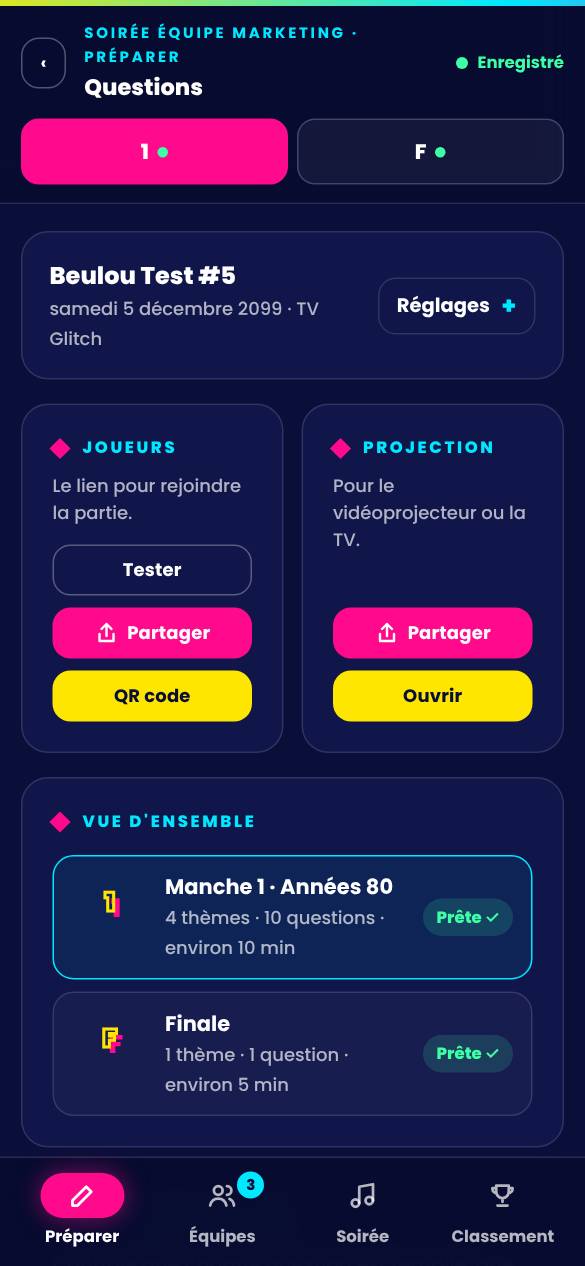 SOIRÉE ÉQUIPE MARKETING ·
PRÉPARER
Questions
Enregistré
1
F
Beulou Test #5
samedi 5 décembre 2099 · TV
Glitch
Réglages
JOUEURS
Le lien pour rejoindre
la partie.
Tester
Partager
QR code
PROJECTION
Pour le
vidéoprojecteur ou la
TV.
Partager
Ouvrir
VUE D'ENSEMBLE
1
Manche 1 · Années 80
4 thèmes · 10 questions ·
environ 10 min
Prête ✓
F
Finale
1 thème · 1 question ·
environ 5 min
Prête ✓
Préparer
3
Équipes
Soirée
Classement